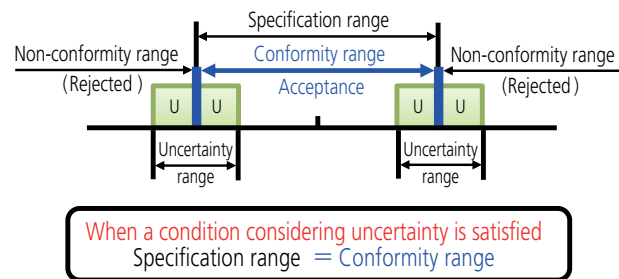 Specification range
Non-conformity range
Conformity range
Non-conformity range
(Rejected )
Acceptance
(Rejected )
U U U U
Uncertainty
range
Uncertainty
range
When a condition considering uncertainty is satisfied
Specification range = Conformity range